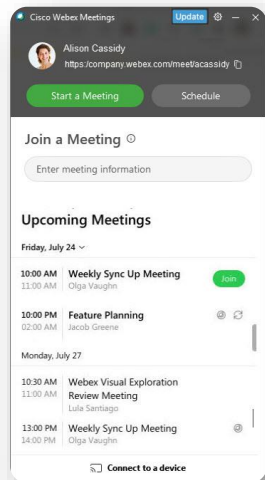 Cisco Webex Meetings
Update
Alison Cassidy
https:/company.webex.com/meet/acassidy
Start a Meeting
Schedule
Join a Meeting
Enter meeting information
Upcoming Meetings
Friday, July 24
10:00 AM Weekly Sync Up Meeting
11:00 AM Olga Vaughn
Join
10:00 PM Feature Planning
02:00 AM Jacob Greene
Monday, July 27
10:30 AM Webex Visual Exploration
11:00 AM Review Meeting
Lula Santiago
13:00 PM Weekly Sync Up Meeting
14:00 PM Olga Vaughn
Connect to a device